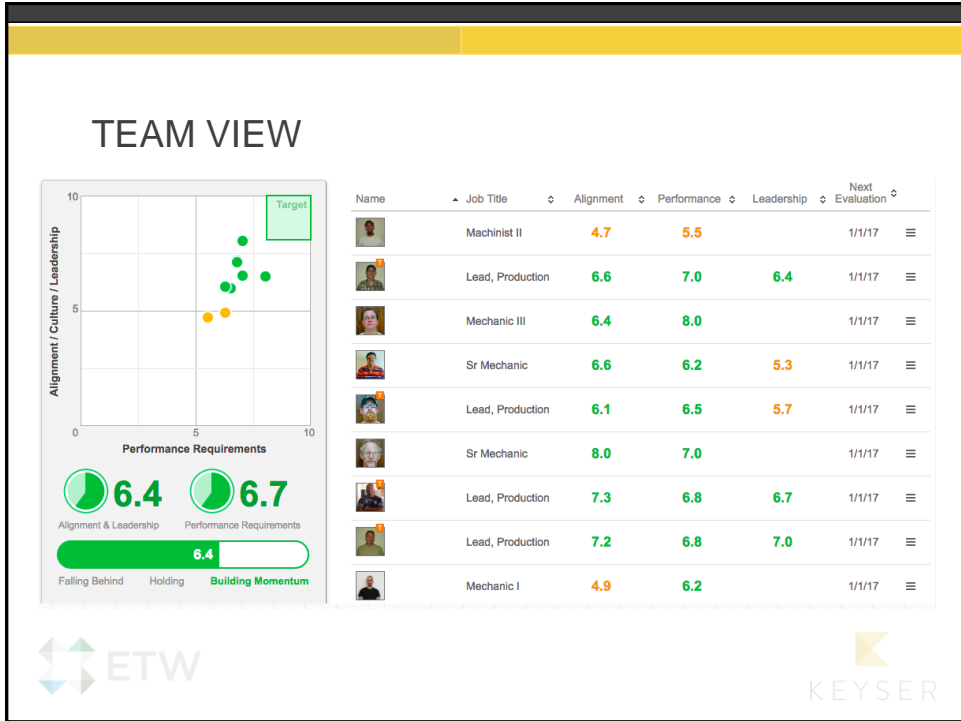 TEAM VIEW
10
Target
Alignment / Culture / Leadership
5
0 5 10
Performance Requirements
6.4 6.7
Alignment & Leadership Performance Requirements
6.4
Falling Behind Holding Building Momentum
Name Job Title Alignment Performance Leadership Next Evaluation
Machinist II 4.7 5.5 1/1/17
T
Lead, Production 6.6 7.0 6.4 1/1/17
Mechanic III 6.4 8.0 1/1/17
Sr Mechanic 6.6 6.2 5.3 1/1/17
T
Lead, Production 6.1 6.5 5.7 1/1/17
Sr Mechanic 8.0 7.0 1/1/17
T
Lead, Production 7.3 6.8 6.7 1/1/17
T
Lead, Production 7.2 6.8 7.0 1/1/17
Mechanic I 4.9 6.2 1/1/17
ETW
KEYSER